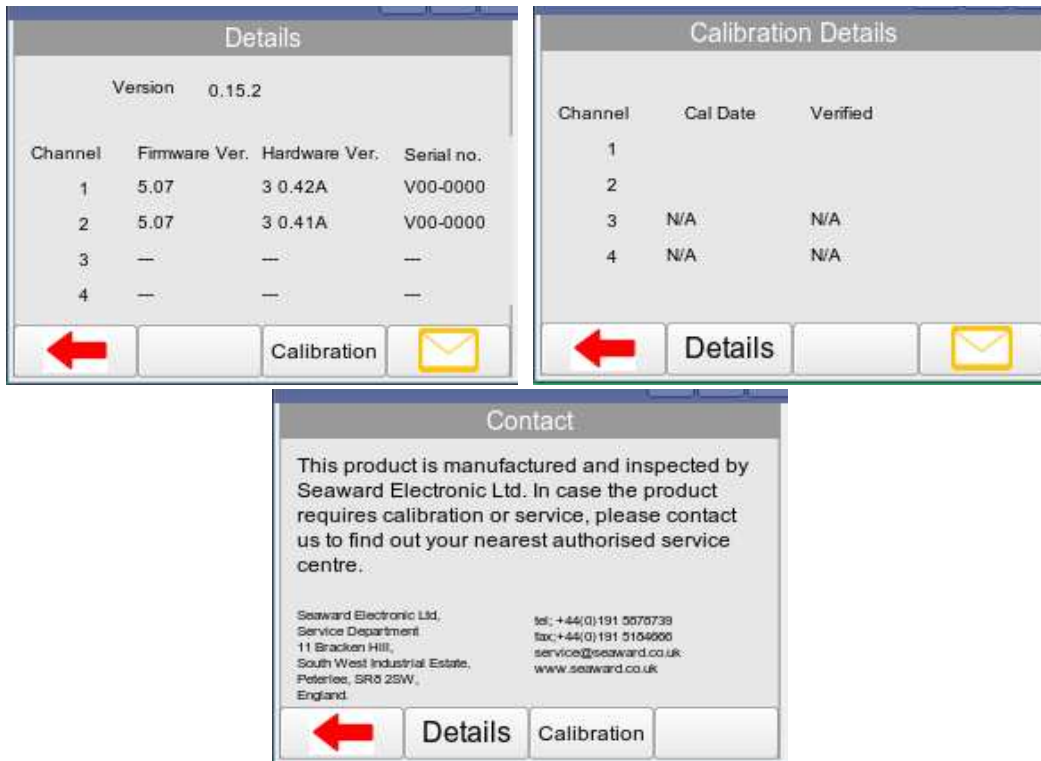 Details
Version 0.15.2
Channel Firmware Ver. Hardware Ver. Serial no.
1 5.07 3 0.42A V00-0000
2 5.07 3 0.41A V00-0000
3 --- --- ---
4 --- --- ---
Calibration
Calibration Details
Channel Cal Date Verified
1
2
3 N/A N/A
4 N/A N/A
Details
Contact
This product is manufactured and inspected by
Seaward Electronic Ltd. In case the product
requires calibration or service, please contact
us to find out your nearest authorised service
centre.
Seaward Electronic Ltd,
Service Department
11 Bracken Hill,
South West Industrial Estate,
Peterlee, SR8 2SW,
England.
tel; +44(0)191 5878739
fax;+44(0)191 5184666
service@seaward.co.uk
www.seaward.co.uk
Details
Calibration